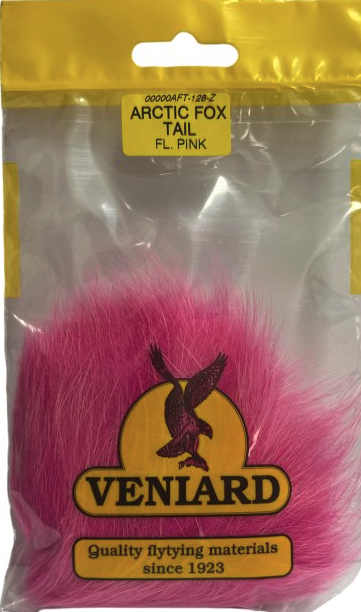 00000AFT-128-Z
ARCTIC FOX
TAIL
FL. PINK
VENIARD
Quality flytying materials
since 1923